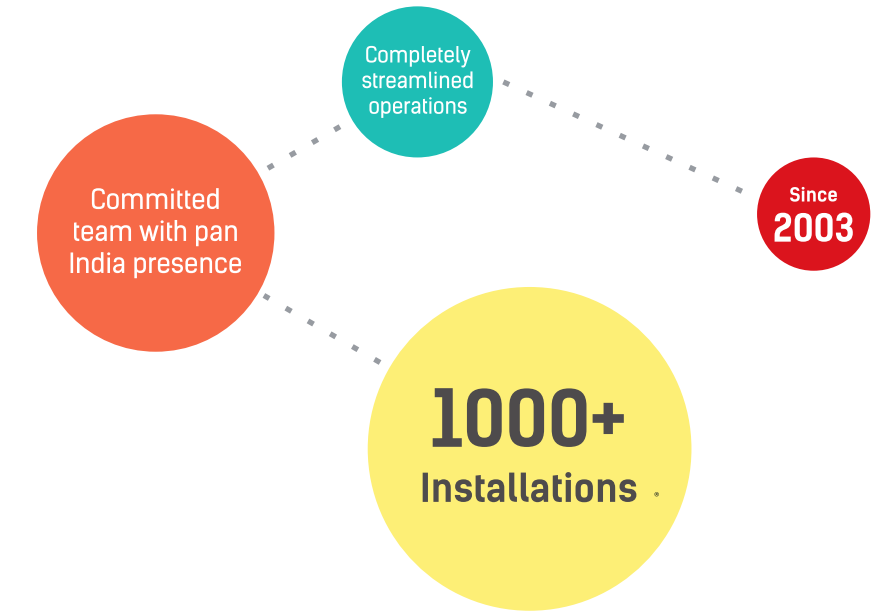 Completely
streamlined
operations
Committed
team with pan
India presence
Since
2003
1000+
Installations